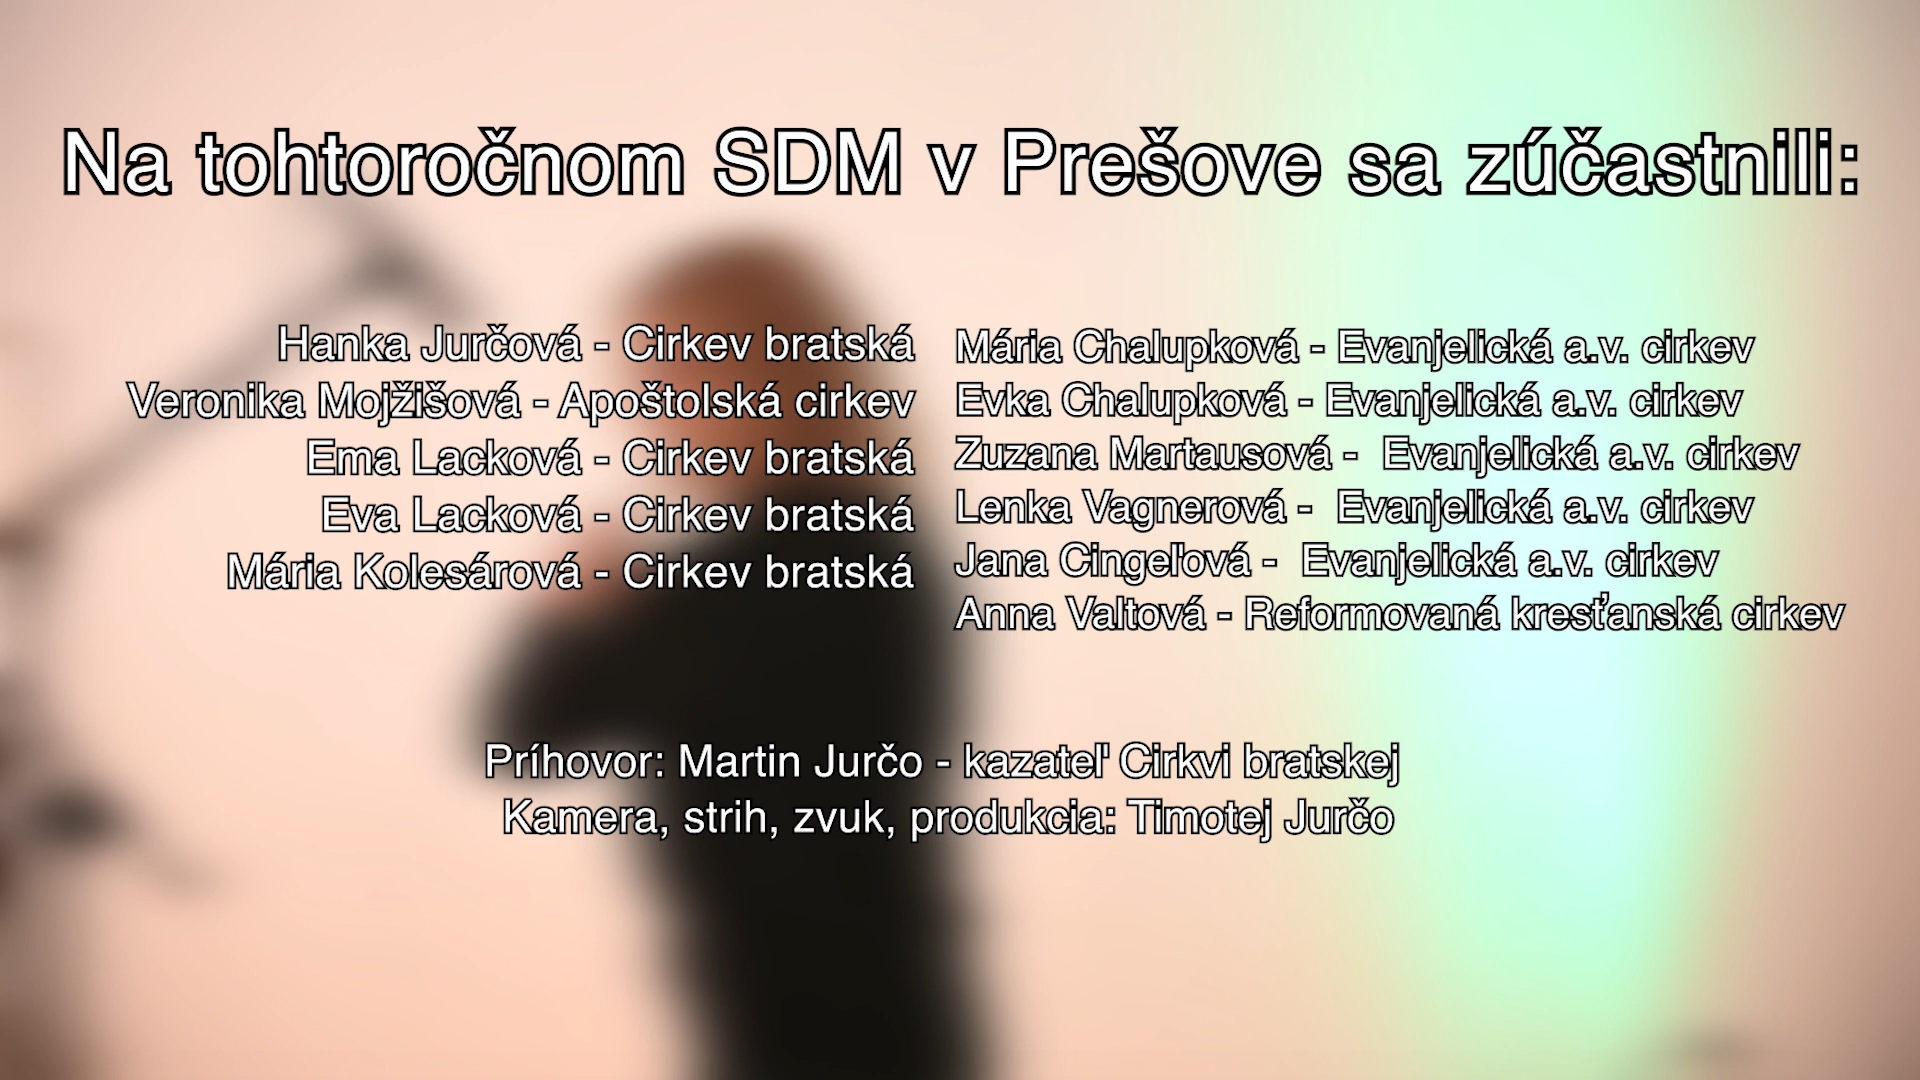 Na tohtoročnom SDM v Prešove sa zúčastnili:
Hanka Jurčová - Cirkev bratská
Veronika Mojžišová - Apoštolská cirkev
Ema Lacková - Cirkev bratská
Eva Lacková - Cirkev bratská
Mária Kolesárová - Cirkev bratská
Mária Chalupková - Evanjelická a.v. cirkev
Evka Chalupková - Evanjelická a.v. cirkev
Zuzana Martausová -  Evanjelická a.v. cirkev
Lenka Vagnerová -  Evanjelická a.v. cirkev
Jana Cingeľová -  Evanjelická a.v. cirkev
Anna Valtová - Reformovaná kresťanská cirkev
Príhovor: Martin Jurčo - kazateľ Cirkvi bratskej
Kamera, strih, zvuk, produkcia: Timotej Jurčo